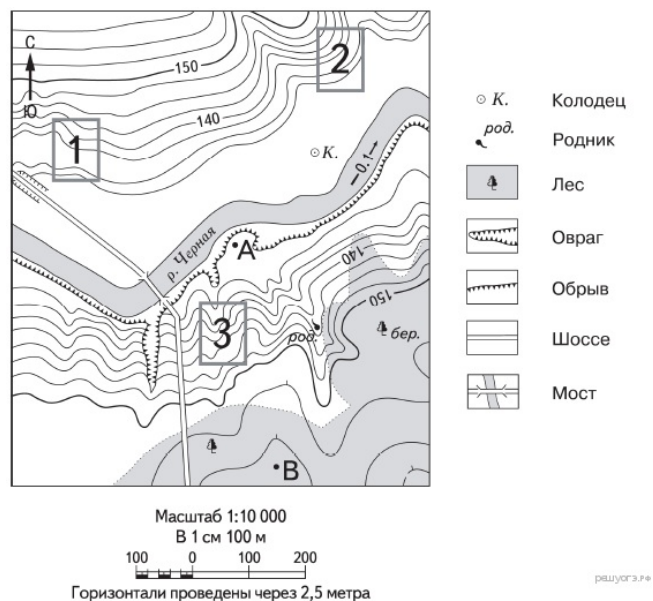 С
Ю
150
2
140
1
К.
0.1
р. Черная
А
140
150
3
род.
бер.
В
К. Колодец
род. Родник
Лес
Овраг
Обрыв
Шоссе
Мост
Масштаб 1:10 000
В 1 см 100 м
100 0 100 200
Горизонтали проведены через 2,5 метра
решуогэ.рф